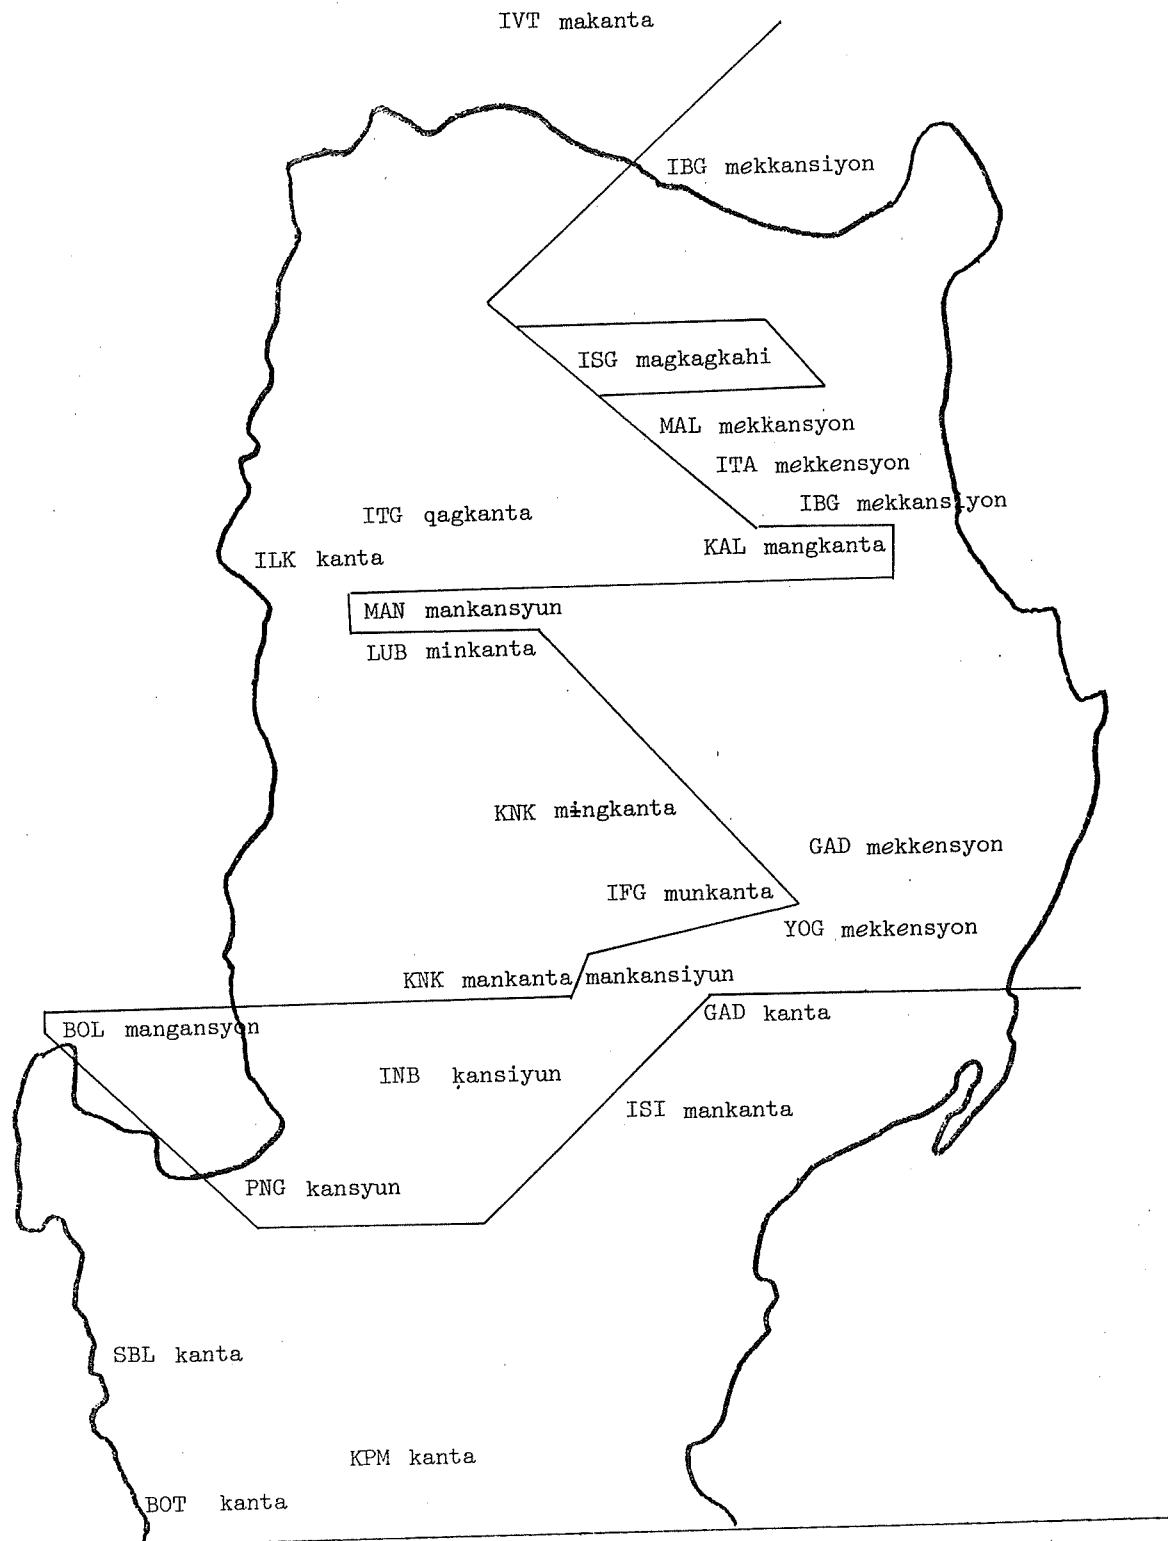 IVT makanta
IBG mekkansiyon
ISG magkagkahi
MAL mekkansyon
ITA mekkensyon
IBG mekkansiyon
ITG qagkanta
KAL mangkanta
ILK kanta
MAN mankansyun
LUB minkanta
KNK mɨngkanta
GAD mekkensyon
IFG munkanta
YOG mekkensyon
KNK mankanta/mankansiyun
GAD kanta
BOL mangansyon
INB kansiyun
ISI mankanta
PNG kansyun
SBL kanta
KPM kanta
BOT kanta